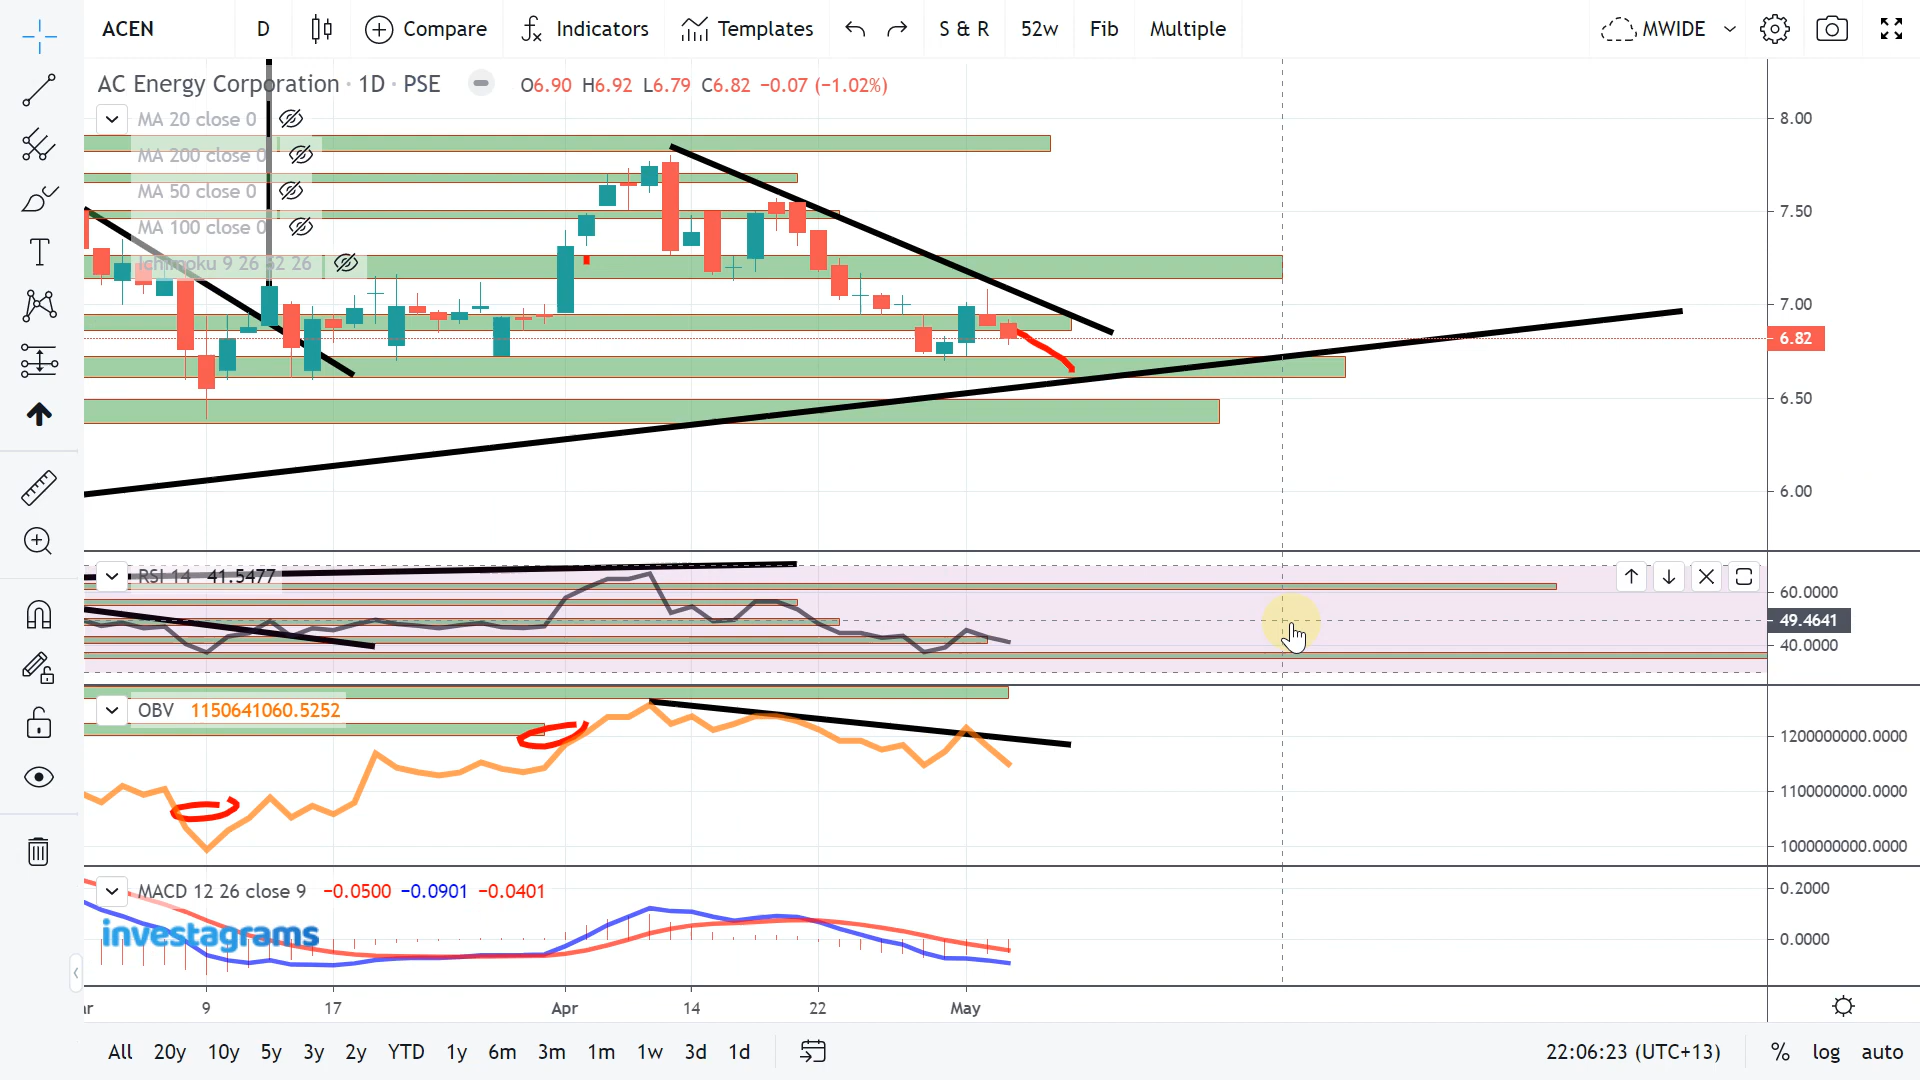 ACEN D Compare Indicators Templates S & R 52w Fib Multiple MWIDE
AC Energy Corporation · 1D · PSE O6.90 H6.92 L6.79 C6.82 −0.07 (−1.02%)
MA 20 close 0
MA 200 close 0
MA 50 close 0
MA 100 close 0
Ichimoku 9 26 52 26
8.00
7.50
7.00
6.82
6.50
6.00
RSI 14 41.5477
60.0000
49.4641
40.0000
OBV 1150641060.5252
1200000000.0000
1100000000.0000
1000000000.0000
MACD 12 26 close 9 −0.0500 −0.0901 −0.0401
0.2000
investagrams
0.0000
ar 9 17 Apr 14 22 May
All 20y 10y 5y 3y 2y YTD 1y 6m 3m 1m 1w 3d 1d 22:06:23 (UTC+13) % log auto